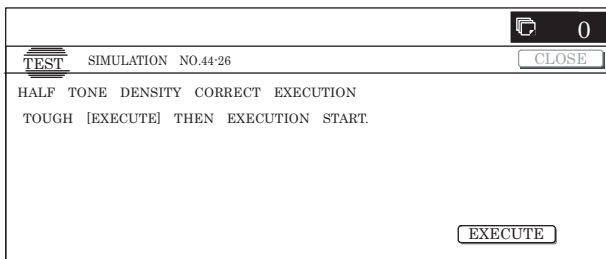 0
TEST SIMULATION NO.44-26 CLOSE
HALF TONE DENSITY CORRECT EXECUTION
TOUGH [EXECUTE] THEN EXECUTION START.
EXECUTE